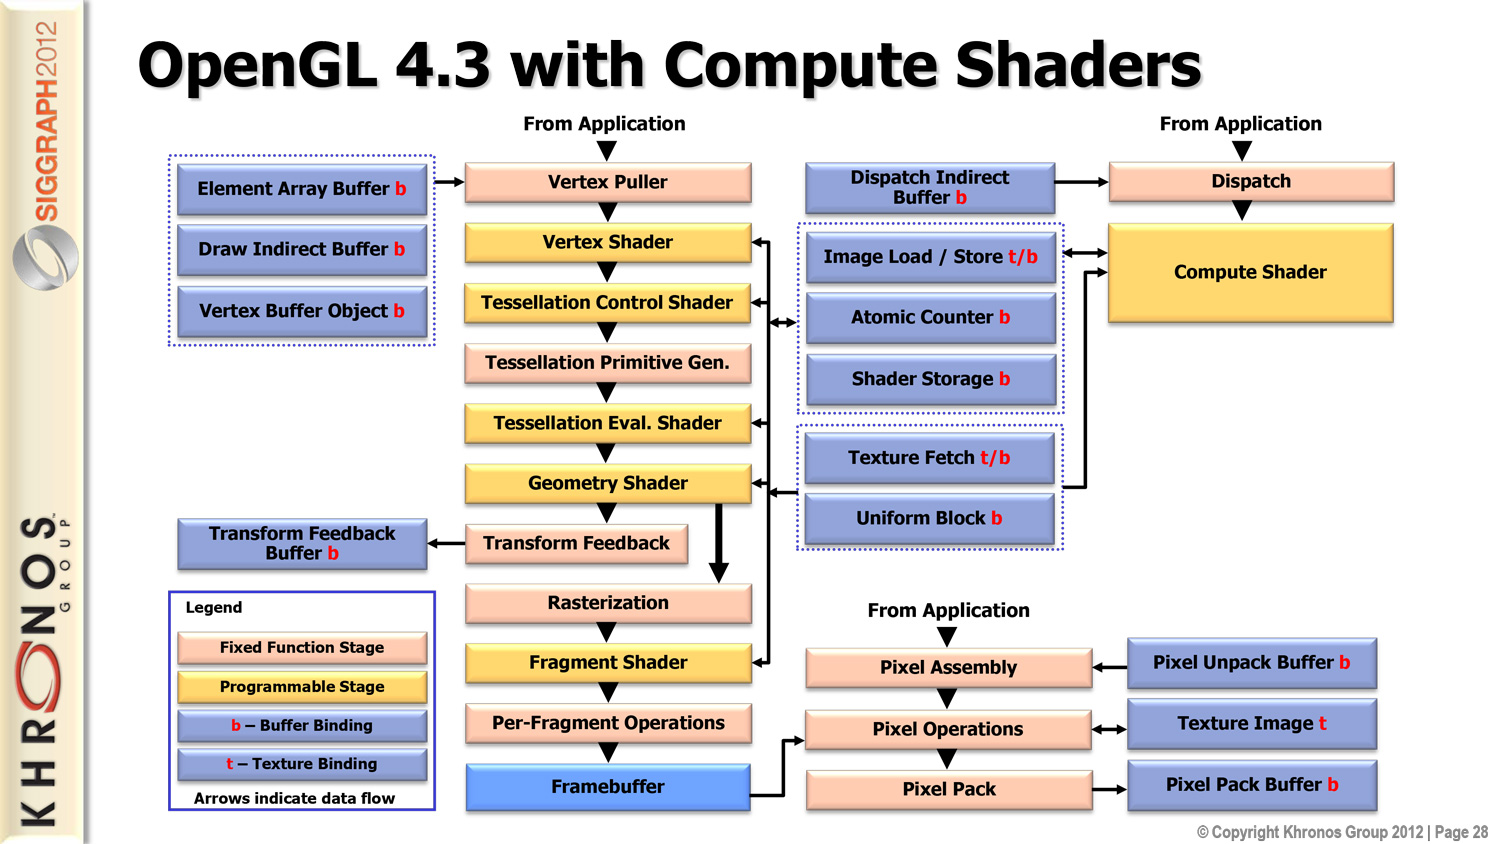 OpenGL 4.3 with Compute Shaders
SIGGRAPH2012
KHRONOS™
GROUP
From Application
From Application
Element Array Buffer b
Draw Indirect Buffer b
Vertex Buffer Object b
Vertex Puller
Vertex Shader
Tessellation Control Shader
Tessellation Primitive Gen.
Tessellation Eval. Shader
Geometry Shader
Transform Feedback
Transform Feedback
Buffer b
Rasterization
Fragment Shader
Per-Fragment Operations
Framebuffer
Dispatch Indirect
Buffer b
Dispatch
Compute Shader
Image Load / Store t/b
Atomic Counter b
Shader Storage b
Texture Fetch t/b
Uniform Block b
Legend
Fixed Function Stage
Programmable Stage
b – Buffer Binding
t – Texture Binding
Arrows indicate data flow
From Application
Pixel Assembly
Pixel Operations
Pixel Pack
Pixel Unpack Buffer b
Texture Image t
Pixel Pack Buffer b
© Copyright Khronos Group 2012 | Page 28